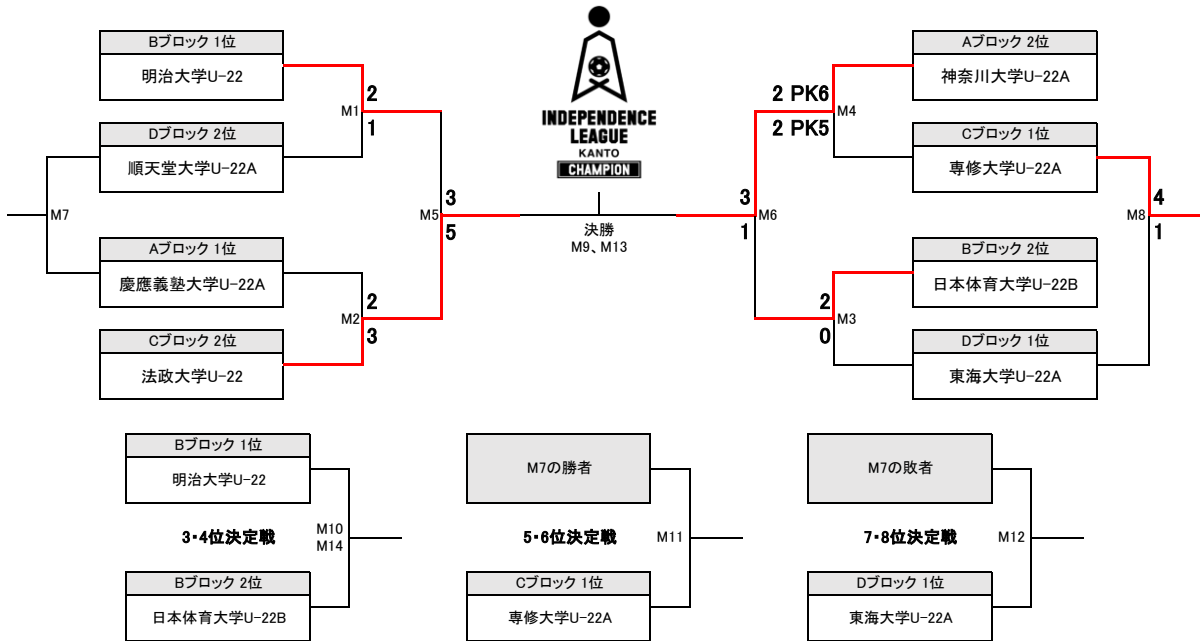 Bブロック 1位
明治大学U-22
Dブロック 2位
順天堂大学U-22A
Aブロック 1位
慶應義塾大学U-22A
Cブロック 2位
法政大学U-22
M7
M1
2
1
M2
2
3
M5
3
5
INDEPENDENCE
LEAGUE
KANTO
CHAMPION
決勝
M9、M13
Aブロック 2位
神奈川大学U-22A
Cブロック 1位
専修大学U-22A
Bブロック 2位
日本体育大学U-22B
Dブロック 1位
東海大学U-22A
2 PK6
2 PK5
M4
3
1
M6
2
0
M3
M8
4
1
Bブロック 1位
明治大学U-22
3・4位決定戦
M10
M14
Bブロック 2位
日本体育大学U-22B
M7の勝者
5・6位決定戦
M11
Cブロック 1位
専修大学U-22A
M7の敗者
7・8位決定戦
M12
Dブロック 1位
東海大学U-22A